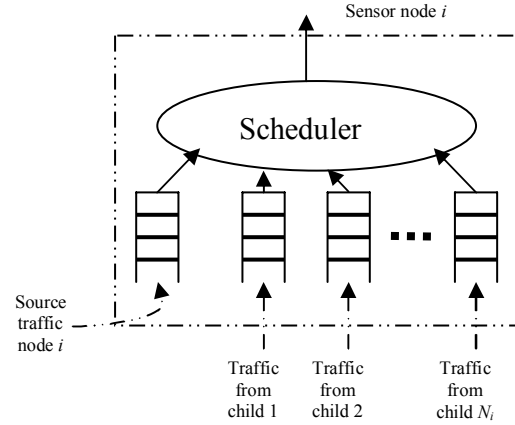 Sensor node i
Scheduler
Source
traffic
node i
Traffic
from
child 1
Traffic
from
child 2
Traffic
from
child Nᵢ